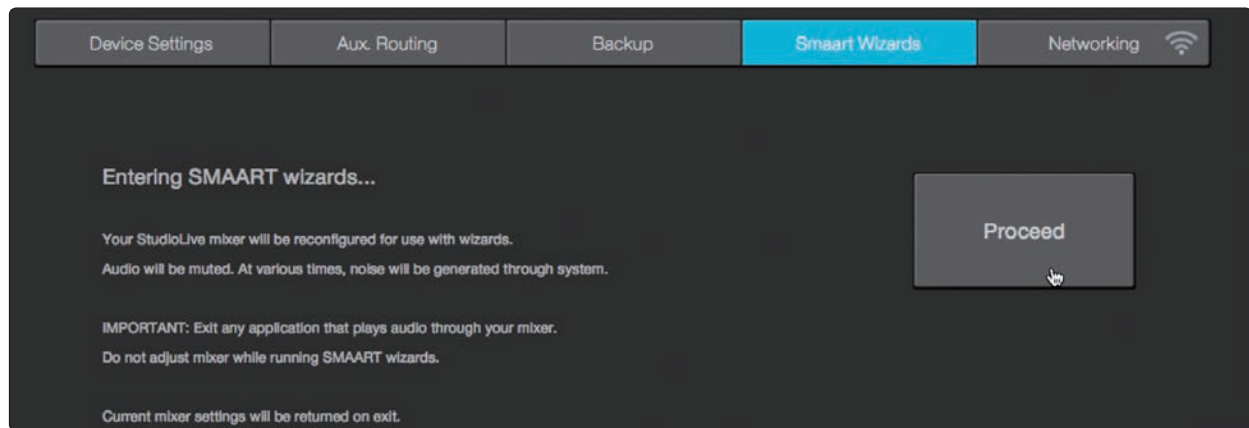 Device Settings
Aux. Routing
Backup
Smaart Wizards
Networking
Entering SMAART wizards...
Proceed
Your StudioLive mixer will be reconfigured for use with wizards.
Audio will be muted. At various times, noise will be generated through system.
IMPORTANT: Exit any application that plays audio through your mixer.
Do not adjust mixer while running SMAART wizards.
Current mixer settings will be returned on exit.